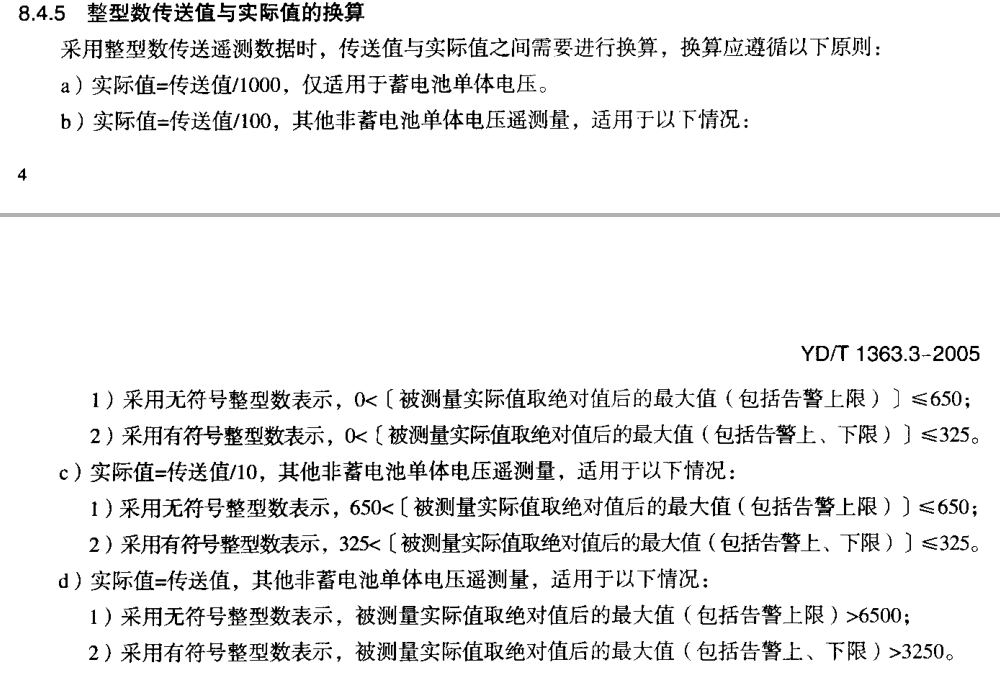 8.4.5 整型数传送值与实际值的换算
采用整型数传送遥测数据时，传送值与实际值之间需要进行换算，换算应遵循以下原则：
a）实际值=传送值/1000，仅适用于蓄电池单体电压。
b）实际值=传送值/100，其他非蓄电池单体电压遥测量，适用于以下情况：
4
YD/T 1363.3-2005
1）采用无符号整型数表示，0<〔被测量实际值取绝对值后的最大值（包括告警上限）〕≤650；
2）采用有符号整型数表示，0<〔被测量实际值取绝对值后的最大值（包括告警上、下限）〕≤325。
c）实际值=传送值/10，其他非蓄电池单体电压遥测量，适用于以下情况：
1）采用无符号整型数表示，650<〔被测量实际值取绝对值后的最大值（包括告警上限）〕≤650；
2）采用有符号整型数表示，325<〔被测量实际值取绝对值后的最大值（包括告警上、下限）〕≤325。
d）实际值=传送值，其他非蓄电池单体电压遥测量，适用于以下情况：
1）采用无符号整型数表示，被测量实际值取绝对值后的最大值（包括告警上限）>6500；
2）采用有符号整型数表示，被测量实际值取绝对值后的最大值（包括告警上、下限）>3250。